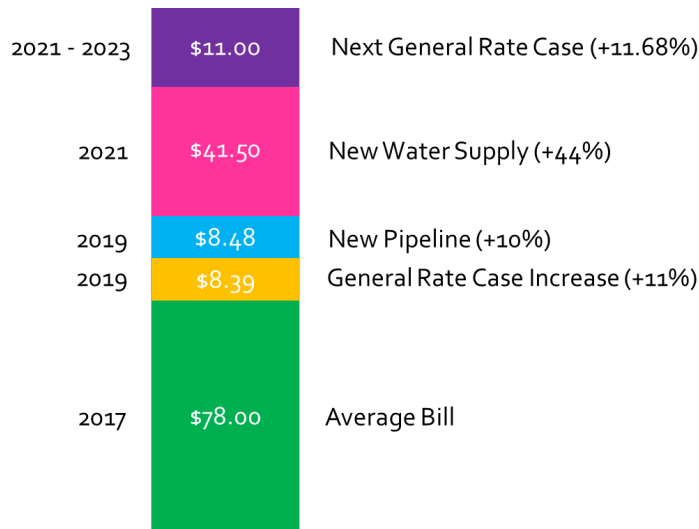 2021 - 2023 $11.00 Next General Rate Case (+11.68%)
2021 $41.50 New Water Supply (+44%)
2019 $8.48 New Pipeline (+10%)
2019 $8.39 General Rate Case Increase (+11%)
2017 $78.00 Average Bill